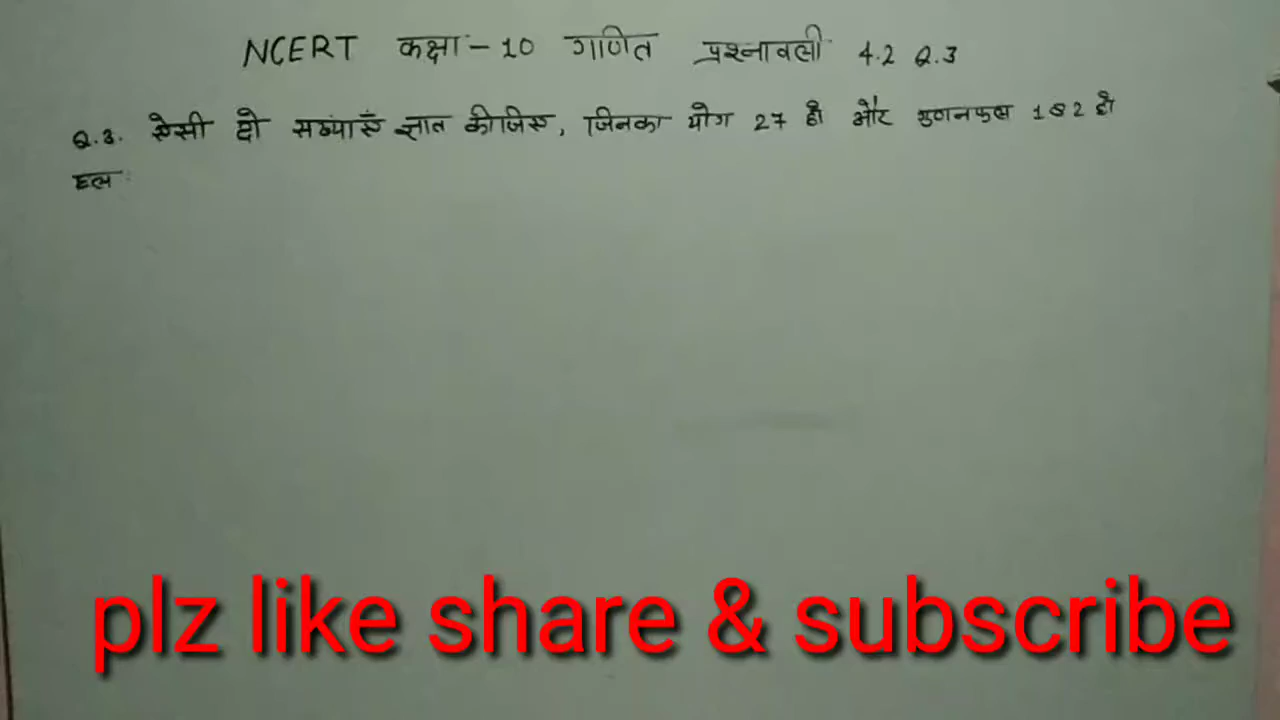 NCERT कक्षा - 10 गणित प्रश्नावली 4.2 Q.3
Q.3. ऐसी दो सख्याएँ ज्ञात कीजिए, जिनका योग 27 हो और गुणनफल 182 हो
हल :
plz like share & subscribe